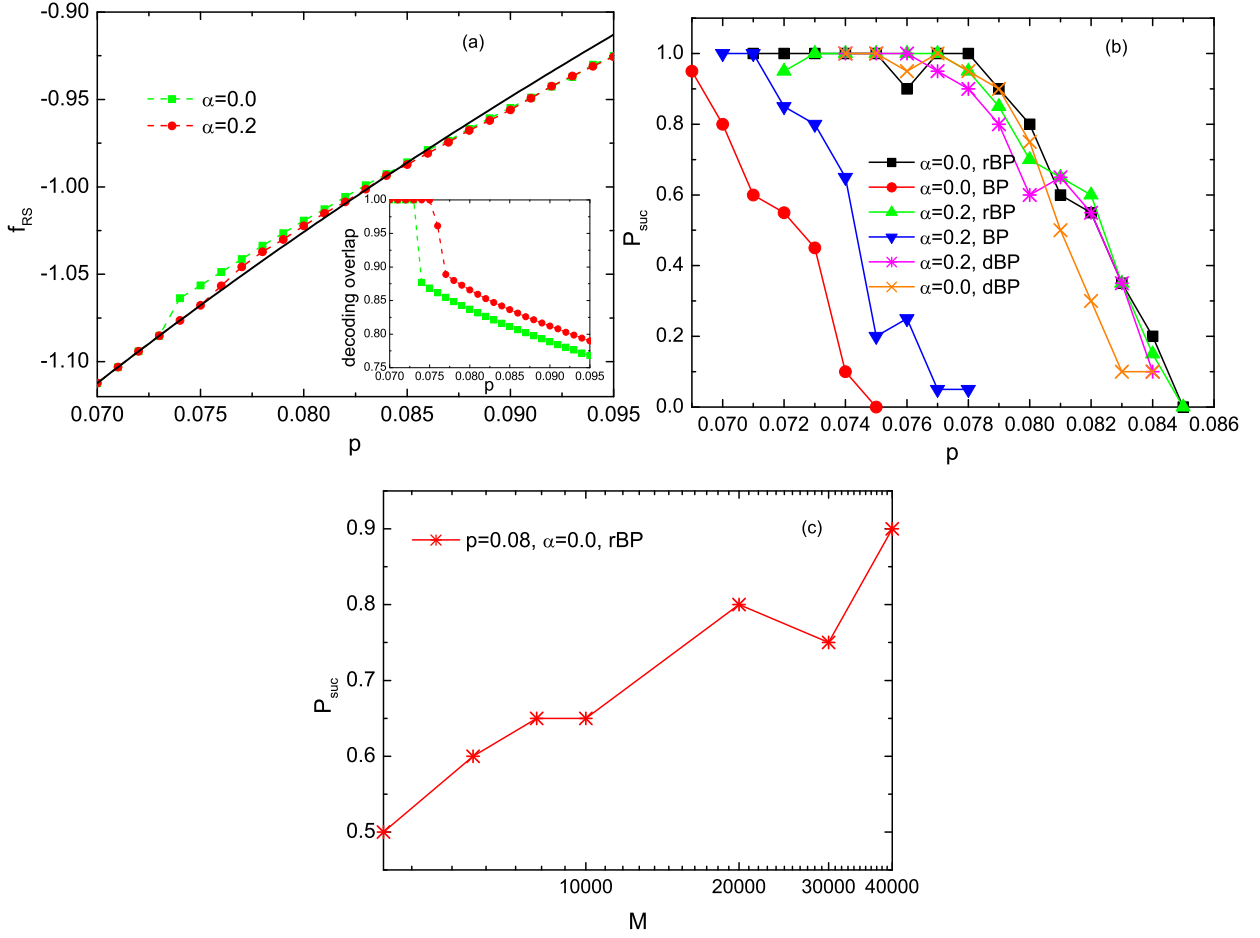 (a)
-0.90
-0.95
-1.00
-1.05
-1.10
f_RS
α=0.0
α=0.2
0.070 0.075 0.080 0.085 0.090 0.095
p
1.00
0.95
0.90
0.85
0.80
0.75
decoding overlap
0.070 0.075 0.080 0.085 0.090 0.095
p
(b)
1.0
0.8
0.6
0.4
0.2
0.0
P_suc
α=0.0, rBP
α=0.0, BP
α=0.2, rBP
α=0.2, BP
α=0.2, dBP
α=0.0, dBP
0.070 0.072 0.074 0.076 0.078 0.080 0.082 0.084 0.086
p
(c)
0.9
0.8
0.7
0.6
0.5
P_suc
p=0.08, α=0.0, rBP
10000 20000 30000 40000
M